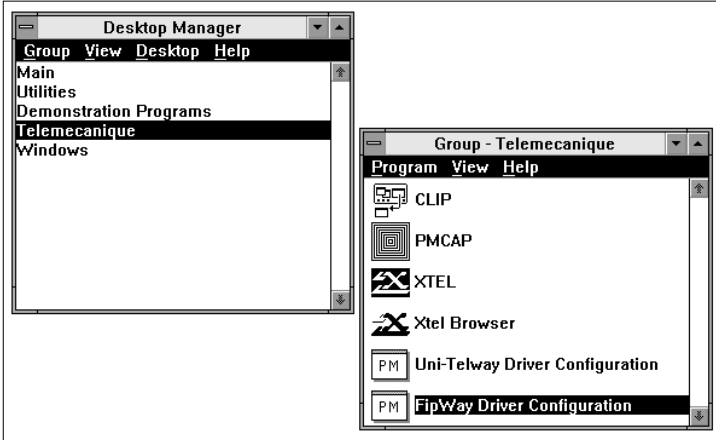 Desktop Manager
Group View Desktop Help
Main
Utilities
Demonstration Programs
Telemecanique
Windows
Group - Telemecanique
Program View Help
CLIP
PMCAP
XTEL
Xtel Browser
PM Uni-Telway Driver Configuration
PM FipWay Driver Configuration